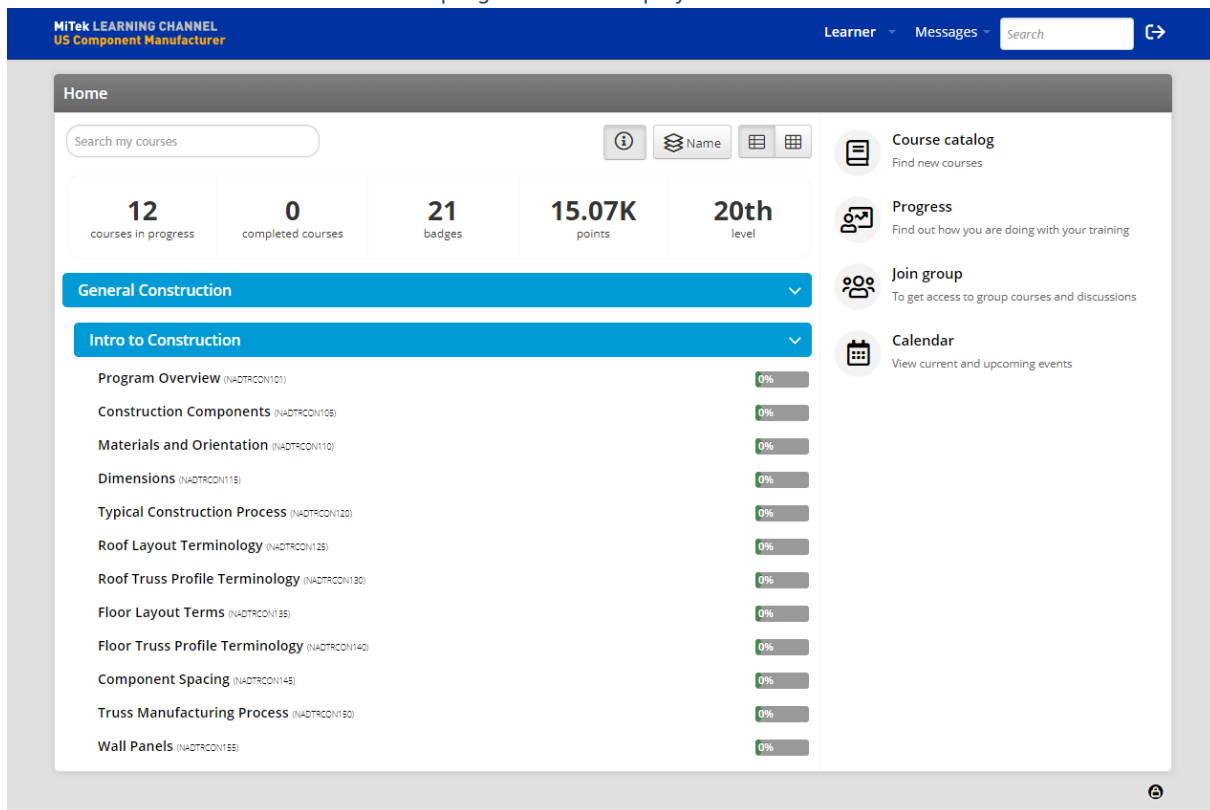 MiTek LEARNING CHANNEL
US Component Manufacturer
Learner
Messages
Search
Home
Search my courses
Name
12
courses in progress
0
completed courses
21
badges
15.07K
points
20th
level
General Construction
Intro to Construction
Program Overview (NADTRCON101)
0%
Construction Components (NADTRCON105)
0%
Materials and Orientation (NADTRCON110)
0%
Dimensions (NADTRCON115)
0%
Typical Construction Process (NADTRCON120)
0%
Roof Layout Terminology (NADTRCON125)
0%
Roof Truss Profile Terminology (NADTRCON130)
0%
Floor Layout Terms (NADTRCON135)
0%
Floor Truss Profile Terminology (NADTRCON140)
0%
Component Spacing (NADTRCON145)
0%
Truss Manufacturing Process (NADTRCON150)
0%
Wall Panels (NADTRCON155)
0%
Course catalog
Find new courses
Progress
Find out how you are doing with your training
Join group
To get access to group courses and discussions
Calendar
View current and upcoming events